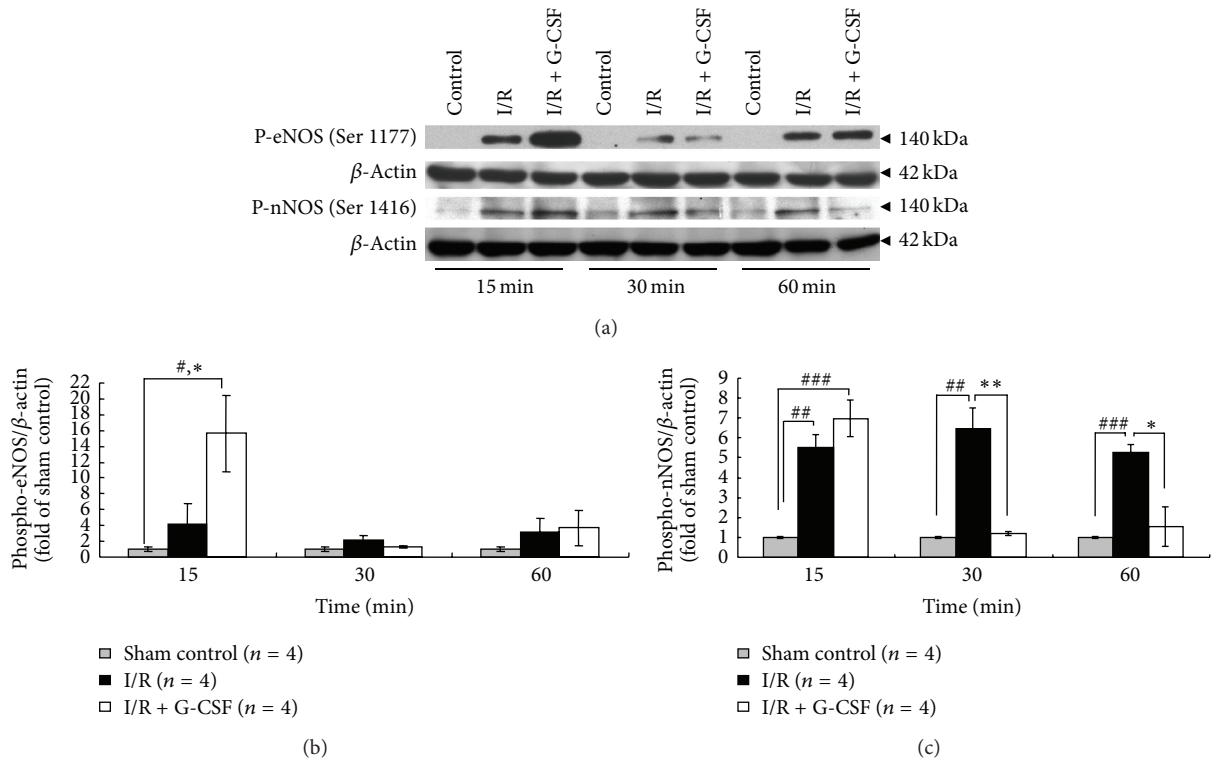 Control
I/R
I/R + G-CSF
Control
I/R
I/R + G-CSF
Control
I/R
I/R + G-CSF
P-eNOS (Ser 1177)
140 kDa
β-Actin
42 kDa
P-nNOS (Ser 1416)
140 kDa
β-Actin
42 kDa
15 min
30 min
60 min
(a)
Phospho-eNOS/β-actin
(fold of sham control)
22
20
18
16
14
12
10
8
6
4
2
0
#,*
15
30
60
Time (min)
Sham control (n = 4)
I/R (n = 4)
I/R + G-CSF (n = 4)
(b)
Phospho-nNOS/β-actin
(fold of sham control)
9
8
7
6
5
4
3
2
1
0
###
##
##
**
###
*
15
30
60
Time (min)
Sham control (n = 4)
I/R (n = 4)
I/R + G-CSF (n = 4)
(c)